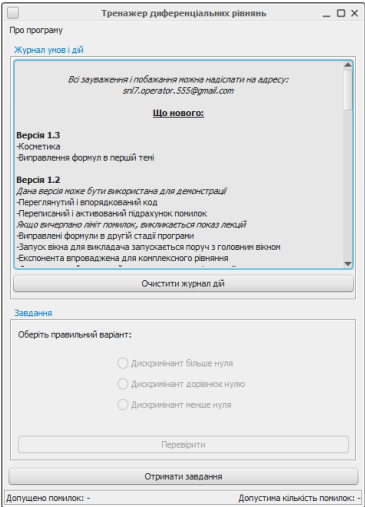 Тренажер диференціальних рівнянь
Про програму
Журнал умов і дій
Всі зауваження і побажання можна надіслати на адресу:
snl7.operator.555@gmail.com
Що нового:
Версія 1.3
-Косметика
-Виправлення формул в першій темі
Версія 1.2
Дана версія може бути використана для демонстрації
-Переглянутий і впорядкований код
-Переписаний і активований підрахунок помилок
Якщо вичерпано ліміт помилок, викликається показ лекцій
-Виправлені формули в другій стадії програми
-Запуск вікна для викладача запускається поруч з головним вікном
-Експонента впроваджена для комплексного рівняння
Очистити журнал дій
Завдання
Оберіть правильний варіант:
Дискримінант більше нуля
Дискримінант дорівнює нулю
Дискримінант менше нуля
Перевірити
Отримати завдання
Допущено помилок: -
Допустима кількість помилок: -